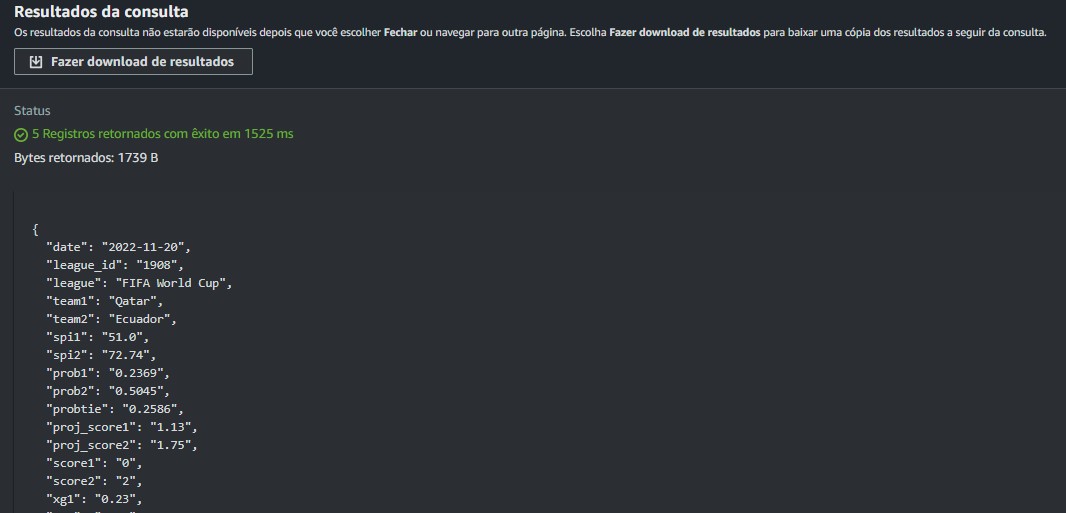 Resultados da consulta
Os resultados da consulta não estarão disponíveis depois que você escolher Fechar ou navegar para outra página. Escolha Fazer download de resultados para baixar uma cópia dos resultados a seguir da consulta.
Fazer download de resultados
Status
5 Registros retornados com êxito em 1525 ms
Bytes retornados: 1739 B
{
"date": "2022-11-20",
"league_id": "1908",
"league": "FIFA World Cup",
"team1": "Qatar",
"team2": "Ecuador",
"spi1": "51.0",
"spi2": "72.74",
"prob1": "0.2369",
"prob2": "0.5045",
"probtie": "0.2586",
"proj_score1": "1.13",
"proj_score2": "1.75",
"score1": "0",
"score2": "2",
"xg1": "0.23",